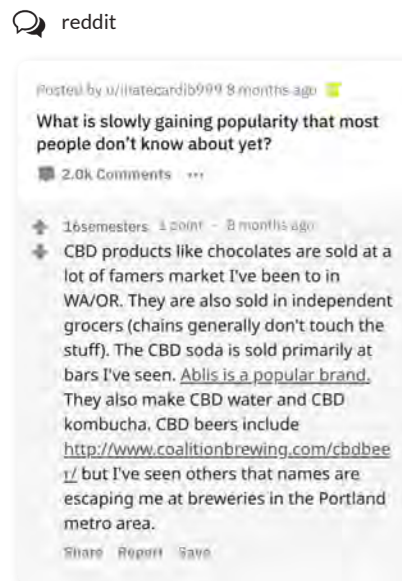 reddit
Posted by u/ihatecardib999 8 months ago
What is slowly gaining popularity that most
people don't know about yet?
2.0k Comments ...
16semesters 1 point - 8 months ago
CBD products like chocolates are sold at a
lot of famers market I've been to in
WA/OR. They are also sold in independent
grocers (chains generally don't touch the
stuff). The CBD soda is sold primarily at
bars I've seen. Ablis is a popular brand.
They also make CBD water and CBD
kombucha. CBD beers include
http://www.coalitionbrewing.com/cbdbee
r/ but I've seen others that names are
escaping me at breweries in the Portland
metro area.
Share Report Save